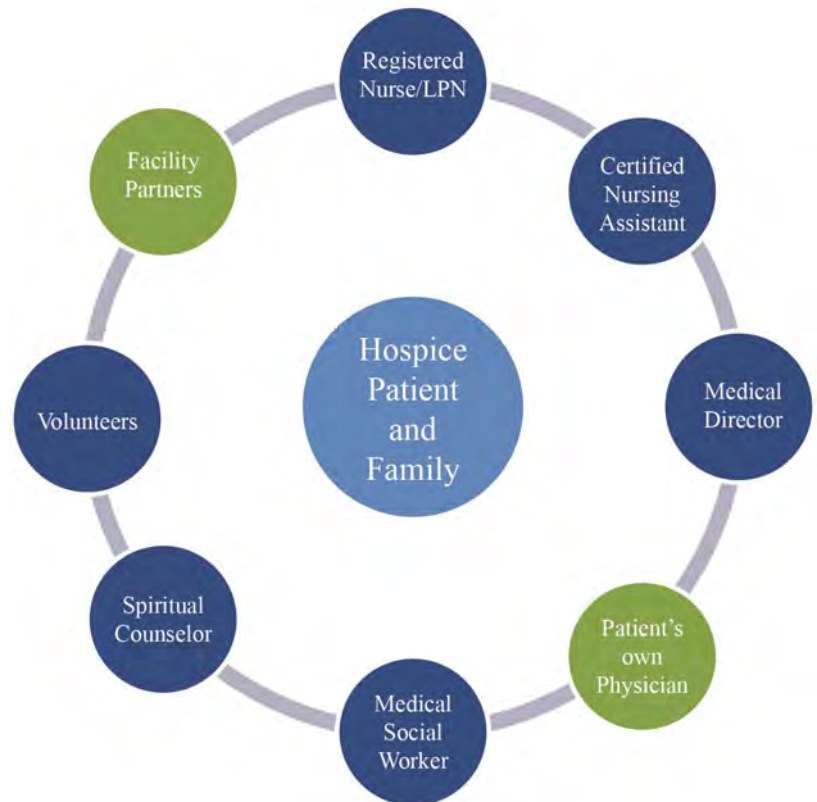 Registered
Nurse/LPN
Certified
Nursing
Assistant
Medical
Director
Patient’s
own
Physician
Medical
Social
Worker
Spiritual
Counselor
Volunteers
Facility
Partners
Hospice
Patient
and
Family